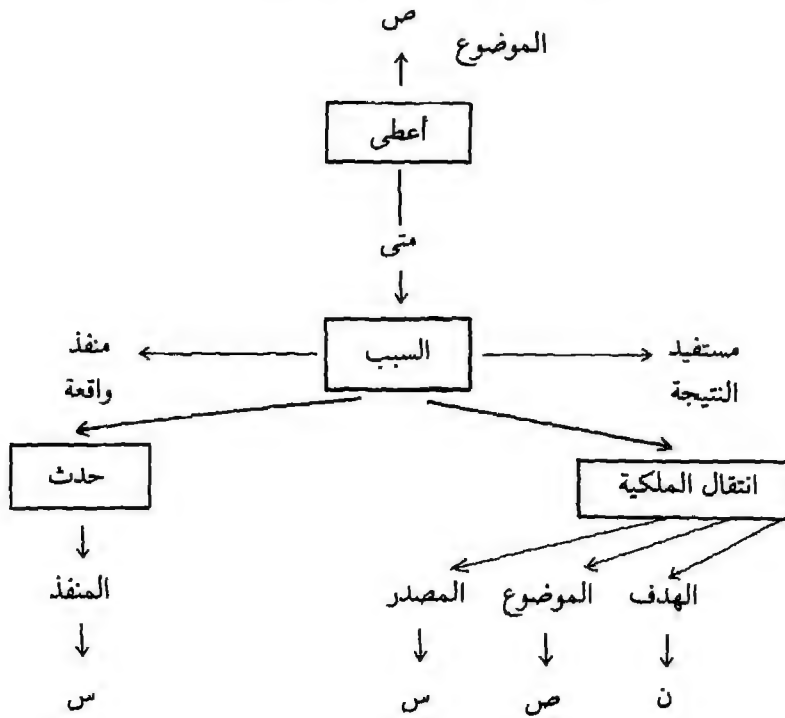 ص
الموضوع
أعطى
متى
مستفيد السبب منفذ
النتيجة واقعة
حدث
انتقال الملكية
الهدف الموضوع المصدر المنفذ
ن ص س س